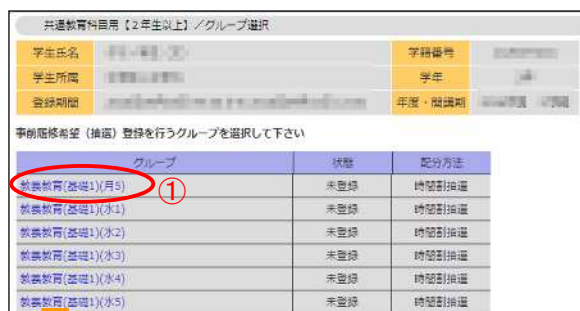 共通教育科目用【２年生以上】／グループ選択
学生氏名 学籍番号
学生所属 学年
登録期間 年度・開講期
事前履修希望（抽選）登録を行うグループを選択して下さい
グループ 状態 配分方法
教養教育(基礎1)(月5) 未登録 時間割抽選
①
教養教育(基礎1)(水1) 未登録 時間割抽選
教養教育(基礎1)(水2) 未登録 時間割抽選
教養教育(基礎1)(水3) 未登録 時間割抽選
教養教育(基礎1)(水4) 未登録 時間割抽選
教養教育(基礎1)(水5) 未登録 時間割抽選